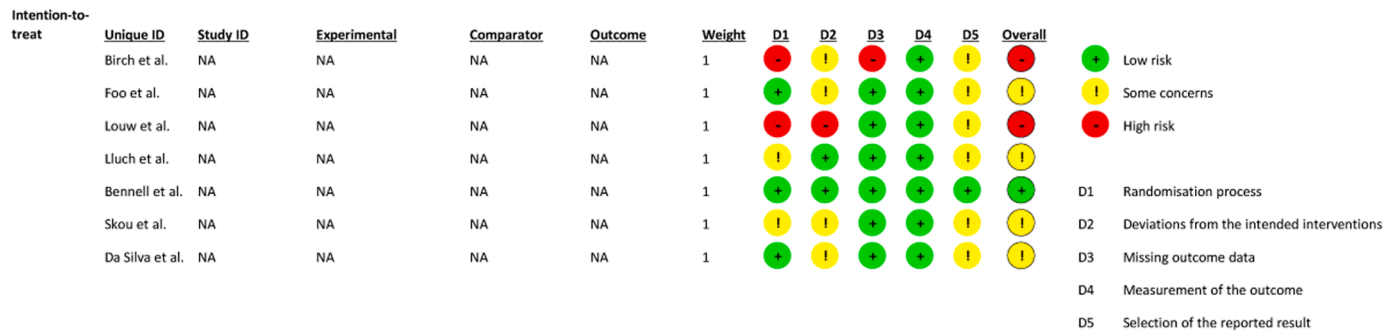 Intention-to-
treat Unique ID Study ID Experimental Comparator Outcome Weight D1 D2 D3 D4 D5 Overall
Birch et al. NA NA NA NA 1 - ! - + ! - + Low risk
Foo et al. NA NA NA NA 1 + ! + + ! ! ! Some concerns
Louw et al. NA NA NA NA 1 - - + + ! - - High risk
Lluch et al. NA NA NA NA 1 ! + + + ! !
Bennell et al. NA NA NA NA 1 + + + + + + D1 Randomisation process
Skou et al. NA NA NA NA 1 ! ! + + ! ! D2 Deviations from the intended interventions
Da Silva et al. NA NA NA NA 1 + ! + + ! ! D3 Missing outcome data
D4 Measurement of the outcome
D5 Selection of the reported result